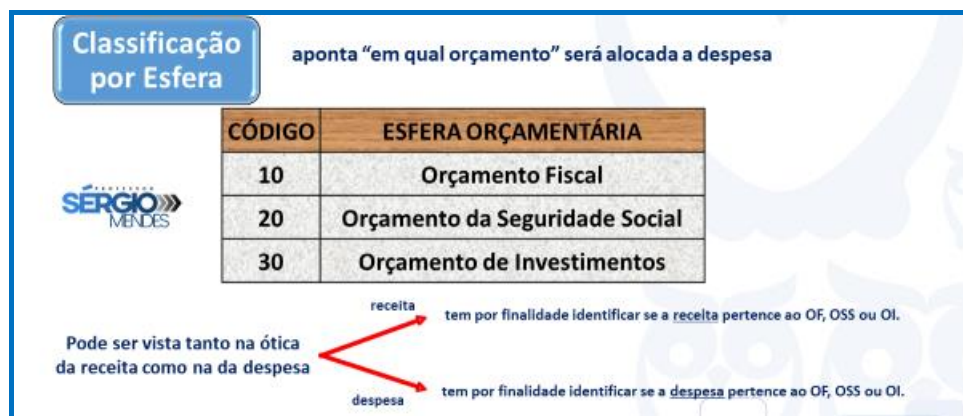 Classificação
por Esfera
aponta “em qual orçamento” será alocada a despesa
CÓDIGO ESFERA ORÇAMENTÁRIA
10 Orçamento Fiscal
20 Orçamento da Seguridade Social
30 Orçamento de Investimentos
PROFESSOR
SÉRGIO
MENDES
receita
tem por finalidade identificar se a receita pertence ao OF, OSS ou OI.
Pode ser vista tanto na ótica
da receita como na da despesa
despesa
tem por finalidade identificar se a despesa pertence ao OF, OSS ou OI.